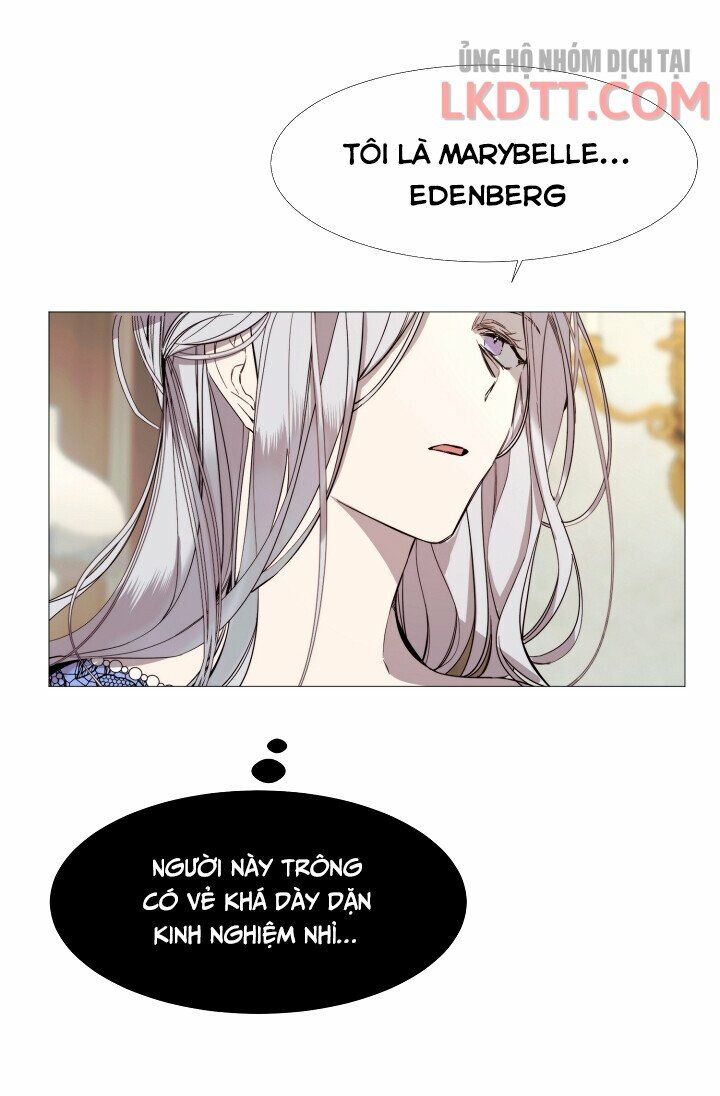 ỦNG HỘ NHÓM DỊCH TẠI
LKDTT.COM
TÔI LÀ MARYBELLE...
EDENBERG
NGƯỜI NÀY TRÔNG
CÓ VẺ KHÁ DÀY DẶN
KINH NGHIỆM NHỈ...